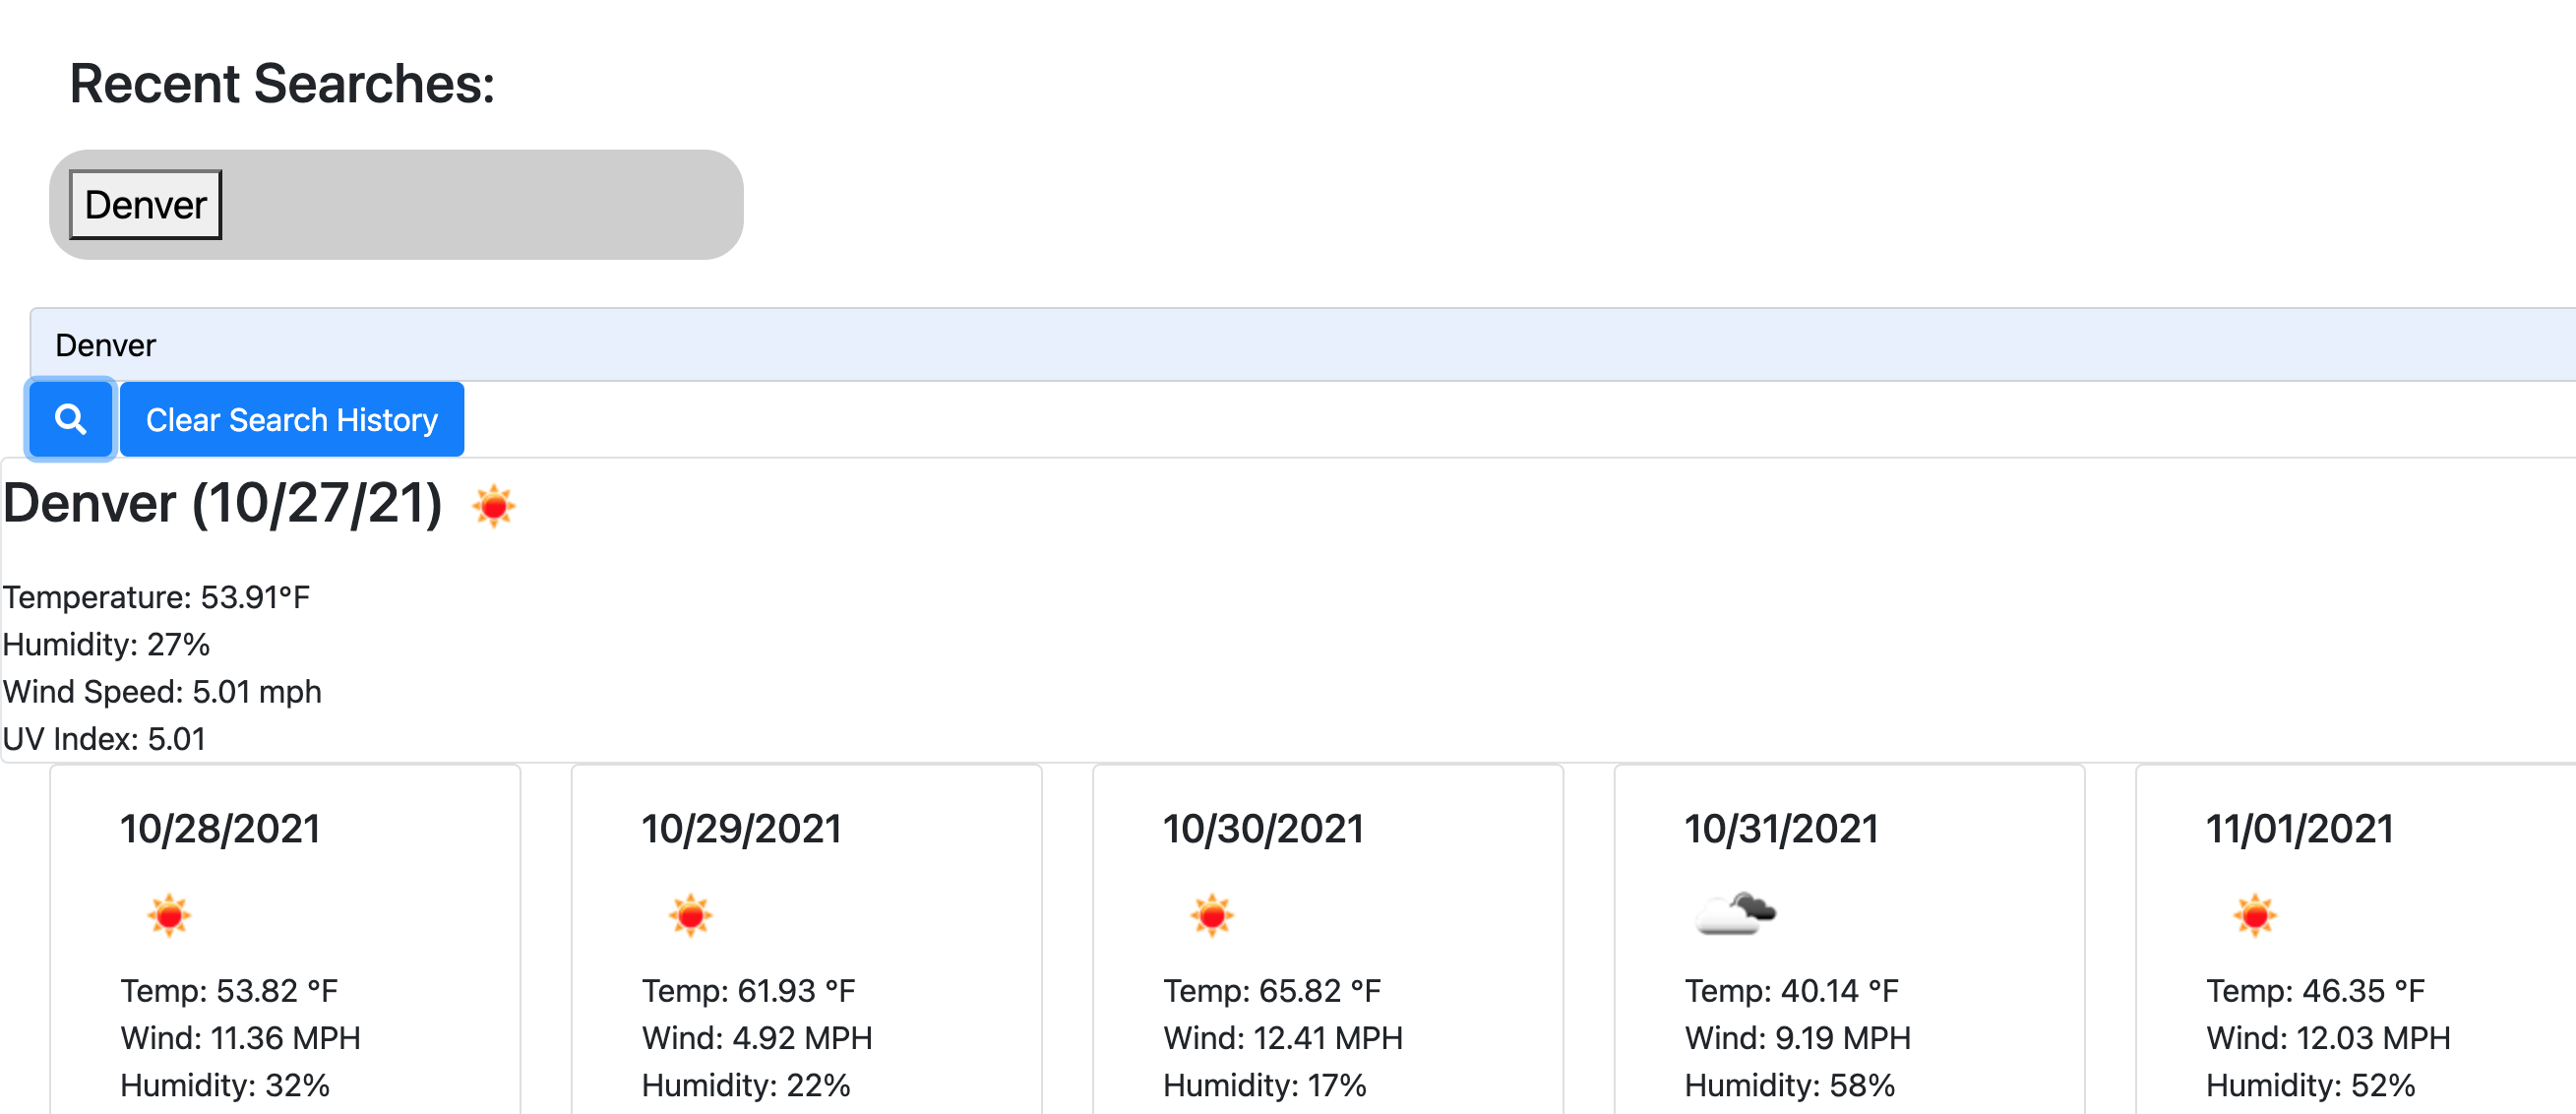 Recent Searches:
Denver
Denver
Clear Search History
Denver (10/27/21)
Temperature: 53.91°F
Humidity: 27%
Wind Speed: 5.01 mph
UV Index: 5.01
10/28/2021
Temp: 53.82 °F
Wind: 11.36 MPH
Humidity: 32%
10/29/2021
Temp: 61.93 °F
Wind: 4.92 MPH
Humidity: 22%
10/30/2021
Temp: 65.82 °F
Wind: 12.41 MPH
Humidity: 17%
10/31/2021
Temp: 40.14 °F
Wind: 9.19 MPH
Humidity: 58%
11/01/2021
Temp: 46.35 °F
Wind: 12.03 MPH
Humidity: 52%